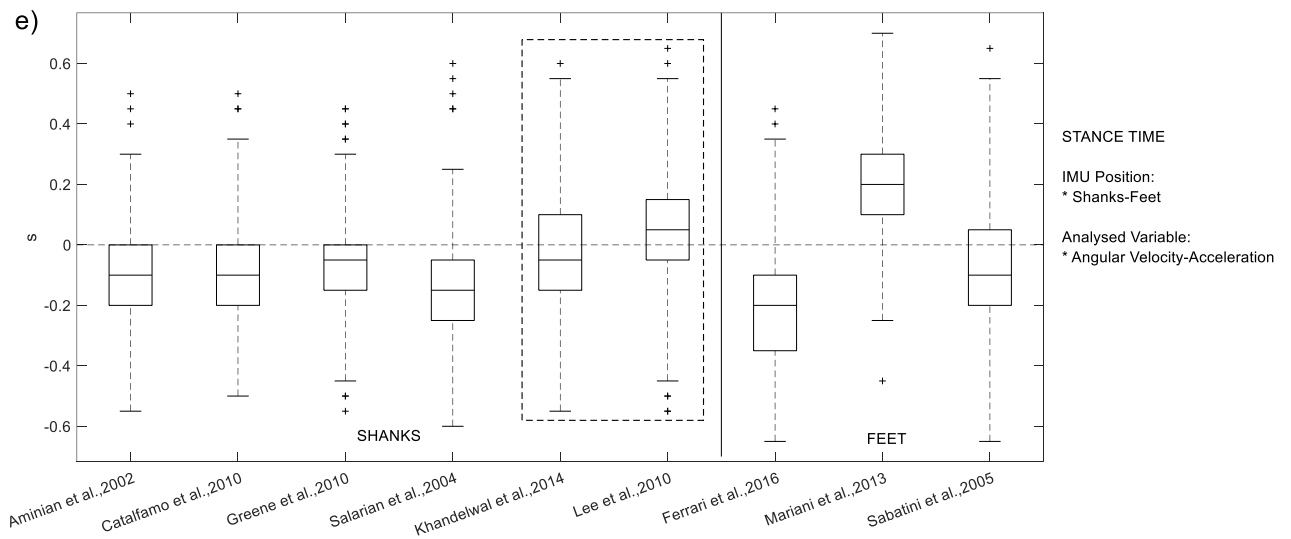 e)
0.6
0.4
0.2
0
-0.2
-0.4
-0.6
s
SHANKS
FEET
Aminian et al.,2002
Catalfamo et al.,2010
Greene et al.,2010
Salarian et al.,2004
Khandelwal et al.,2014
Lee et al.,2010
Ferrari et al.,2016
Mariani et al.,2013
Sabatini et al.,2005
STANCE TIME
IMU Position:
* Shanks-Feet
Analysed Variable:
* Angular Velocity-Acceleration